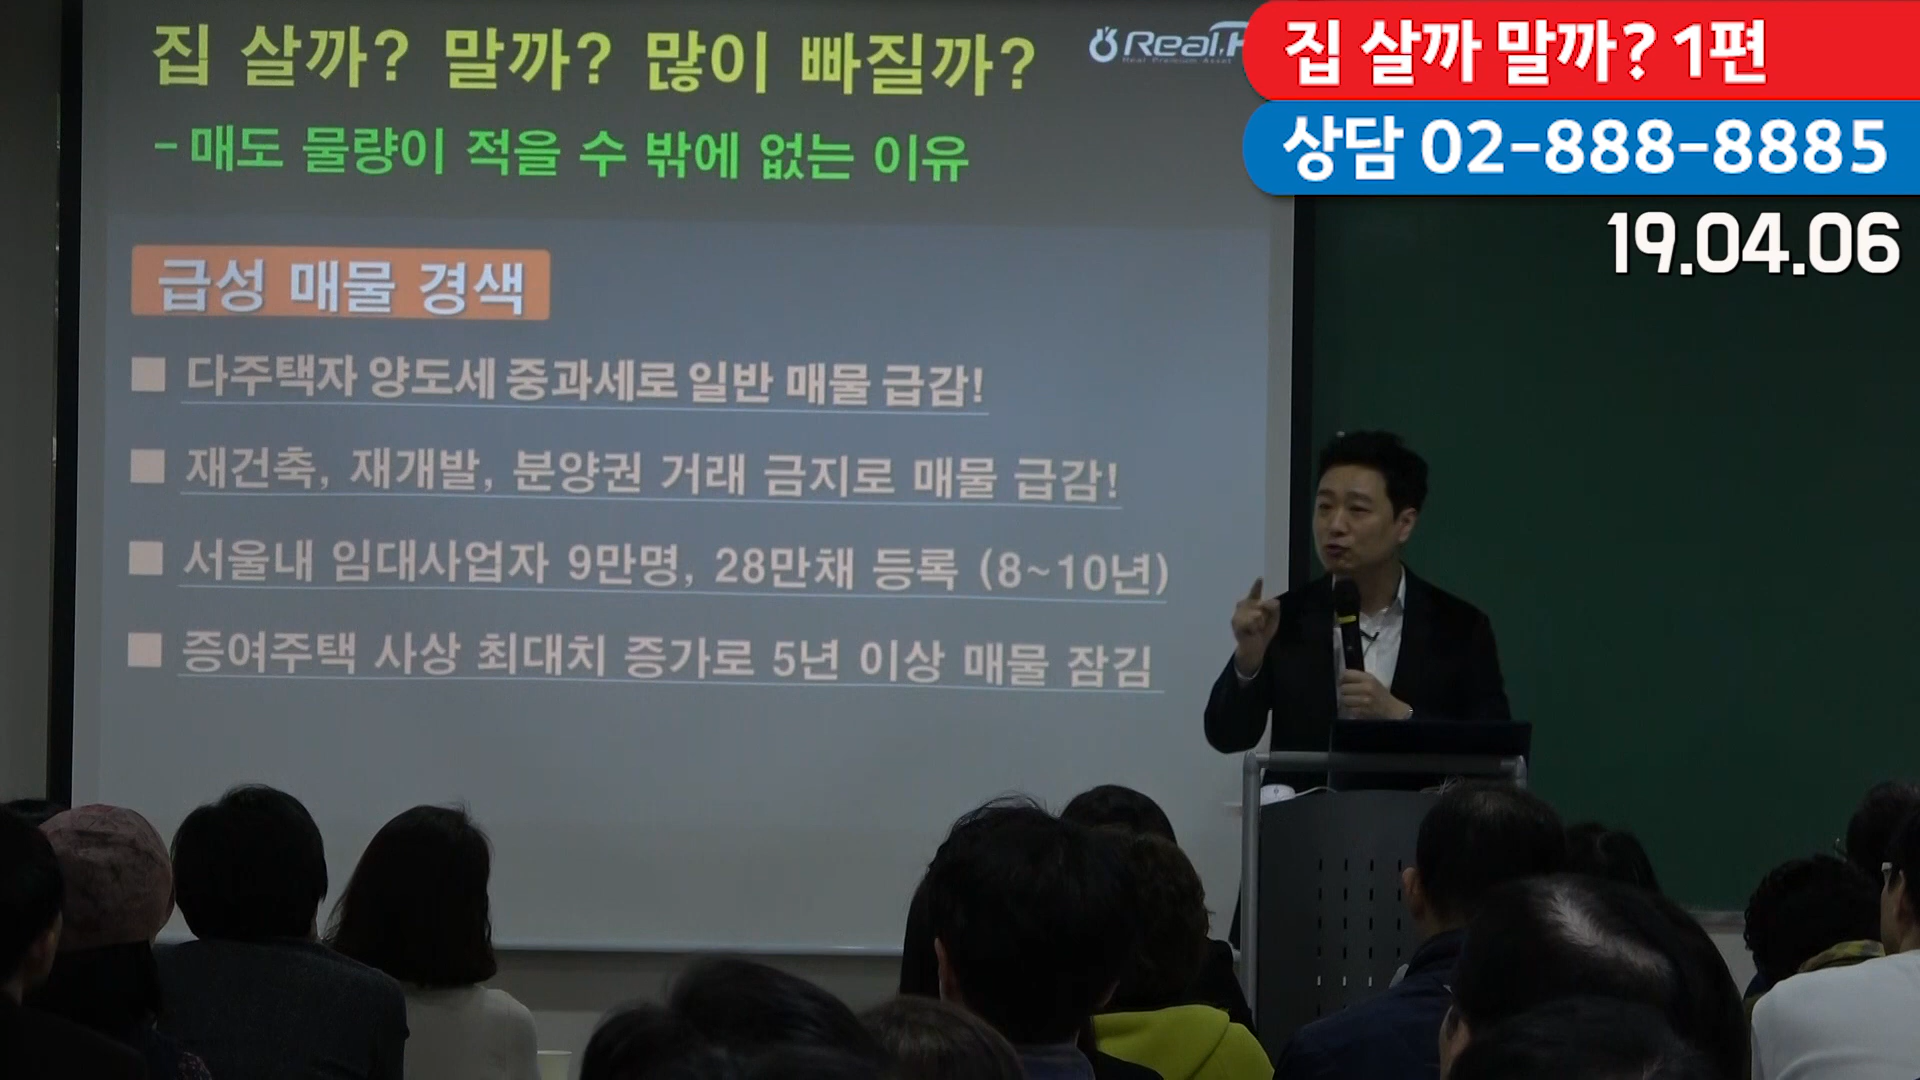 집 살까? 말까? 많이 빠질까?
- 매도 물량이 적을 수 밖에 없는 이유
급성 매물 경색
■ 다주택자 양도세 중과세로 일반 매물 급감!
■ 재건축, 재개발, 분양권 거래 금지로 매물 급감!
■ 서울내 임대사업자 9만명, 28만채 등록 (8~10년)
■ 증여주택 사상 최대치 증가로 5년 이상 매물 잠김
Real
Real Premium Asset
집 살까 말까? 1편
상담 02-888-8885
19.04.06